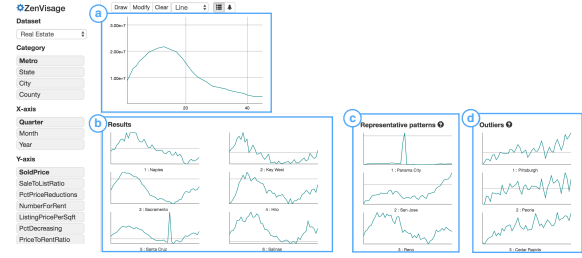 ZenVisage
Dataset
Real Estate
Category
Metro
State
City
County
X-axis
Quarter
Month
Year
Y-axis
SoldPrice
SaleToListRatio
PctPriceReductions
NumberForRent
ListingPricePerSqft
PctDecreasing
PriceToRentRatio
Draw Modify Clear Line
a
3.00e-7
2.00e-7
1.00e-7
20 40
b
Results
1 : Naples
2 : Key West
3 : Sacramento
4 : Hilo
5 : Santa Cruz
6 : Salinas
c
Representative patterns ?
1 : Panama City
2 : San Jose
3 : Reno
d
Outliers ?
1 : Pittsburgh
2 : Peoria
3 : Cedar Rapids